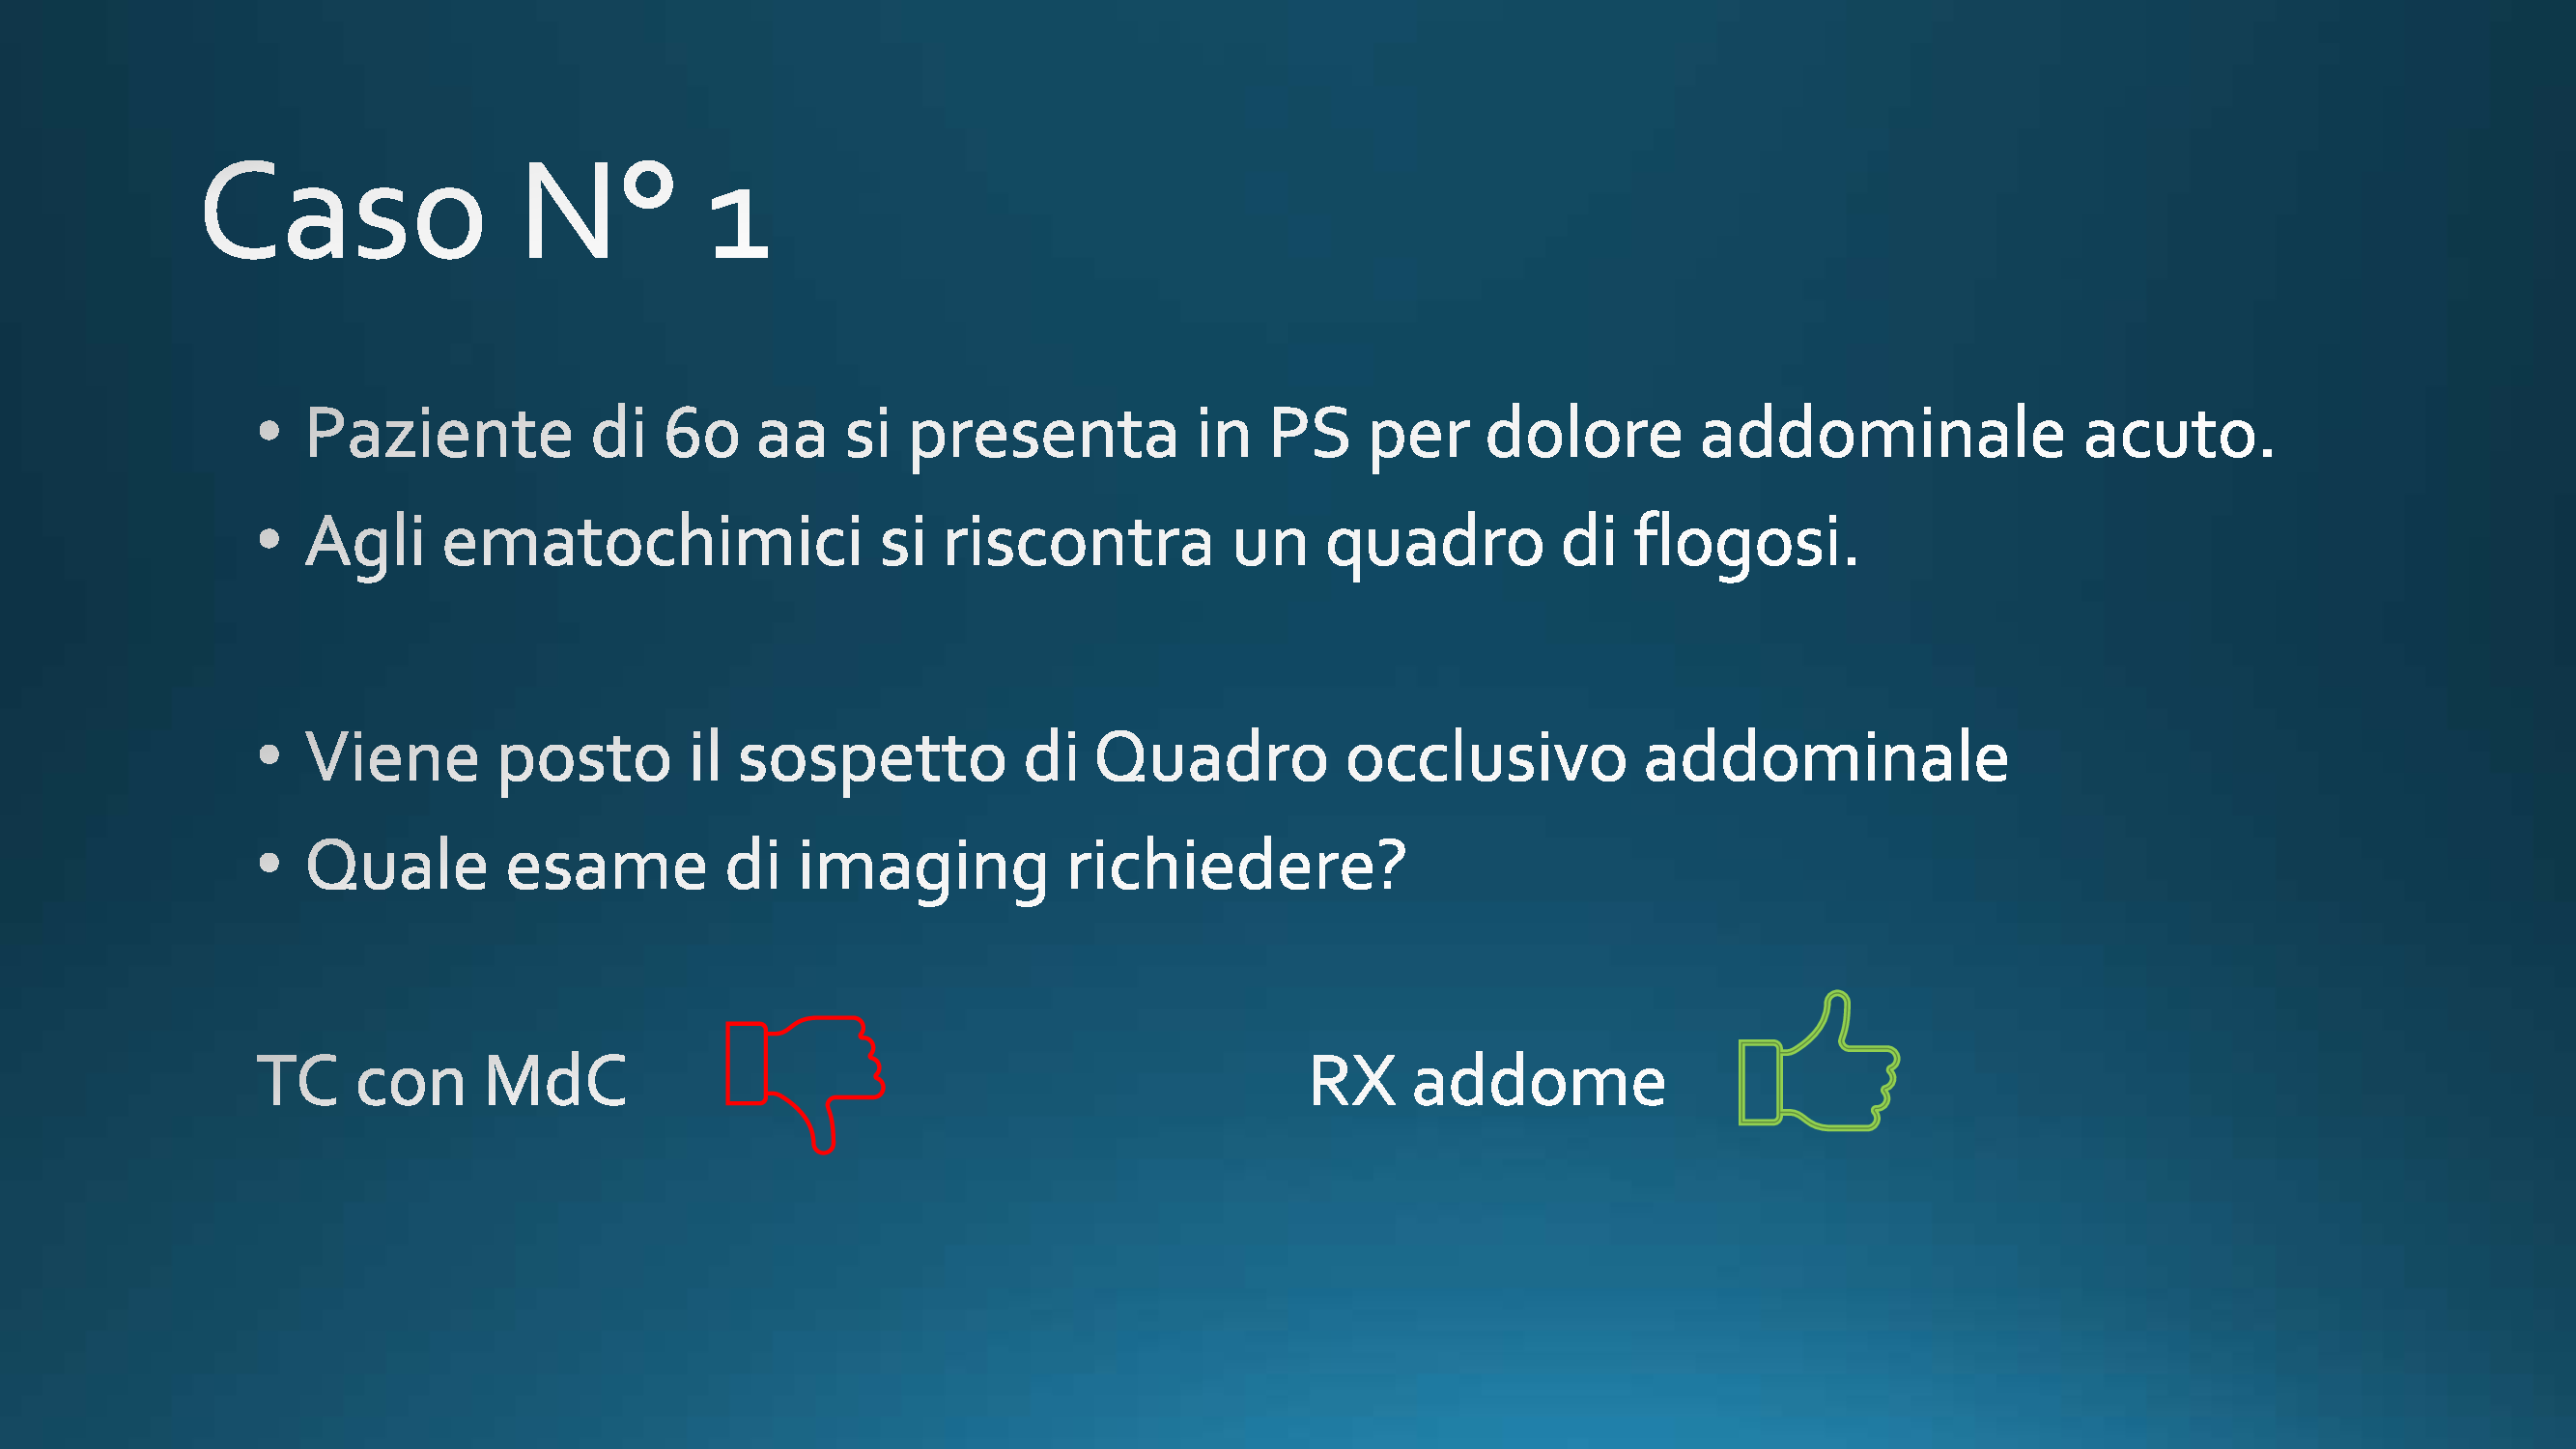 Caso N° 1
• Paziente di 60 aa si presenta in PS per dolore addominale acuto.
• Agli ematochimici si riscontra un quadro di flogosi.
• Viene posto il sospetto di Quadro occlusivo addominale
• Quale esame di imaging richiedere?
TC con MdC RX addome